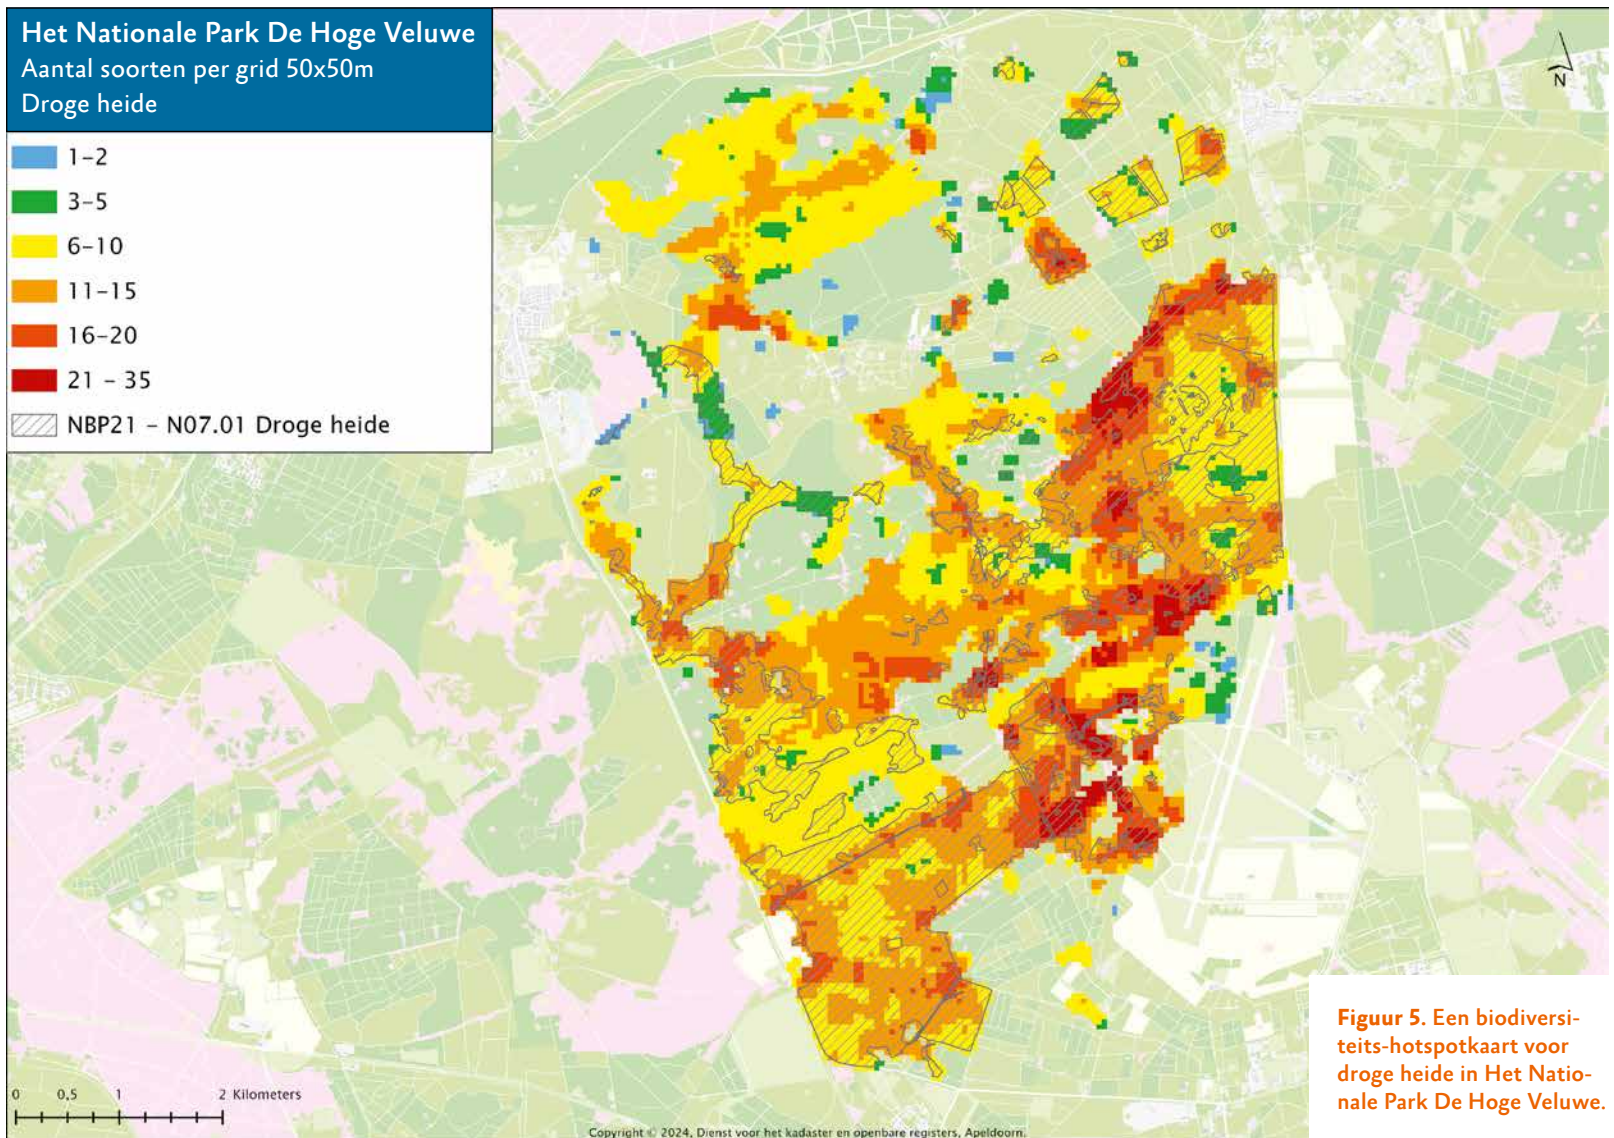 Het Nationale Park De Hoge Veluwe
Aantal soorten per grid 50x50m
Droge heide
1–2
3–5
6–10
11–15
16–20
21 – 35
NBP21 – N07.01 Droge heide
N
0 0,5 1 2 Kilometers
Copyright © 2024, Dienst voor het kadaster en openbare registers, Apeldoorn.
Figuur 5. Een biodiversi-
teits-hotspotkaart voor
droge heide in Het Natio-
nale Park De Hoge Veluwe.